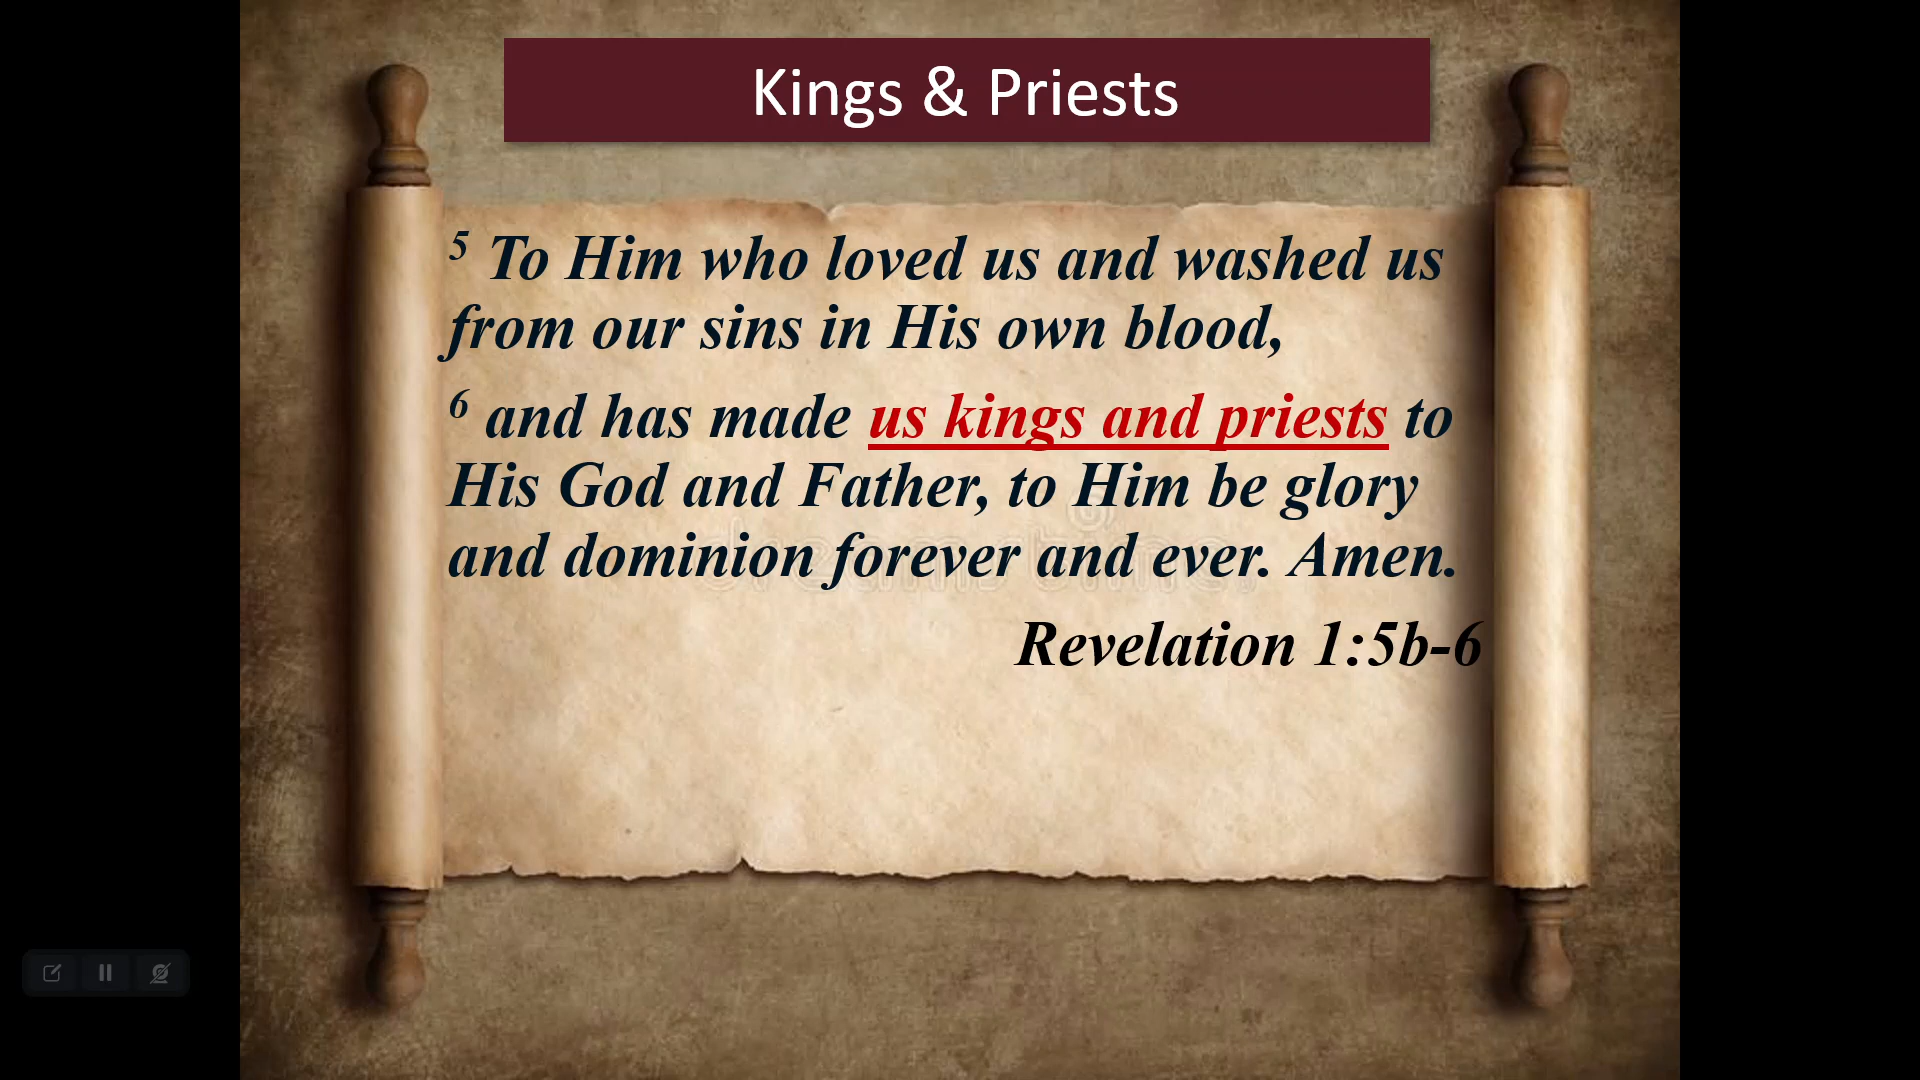 Kings & Priests
5 To Him who loved us and washed us
from our sins in His own blood,
6 and has made us kings and priests to
His God and Father, to Him be glory
and dominion forever and ever. Amen.
dreamstime.
Revelation 1:5b-6